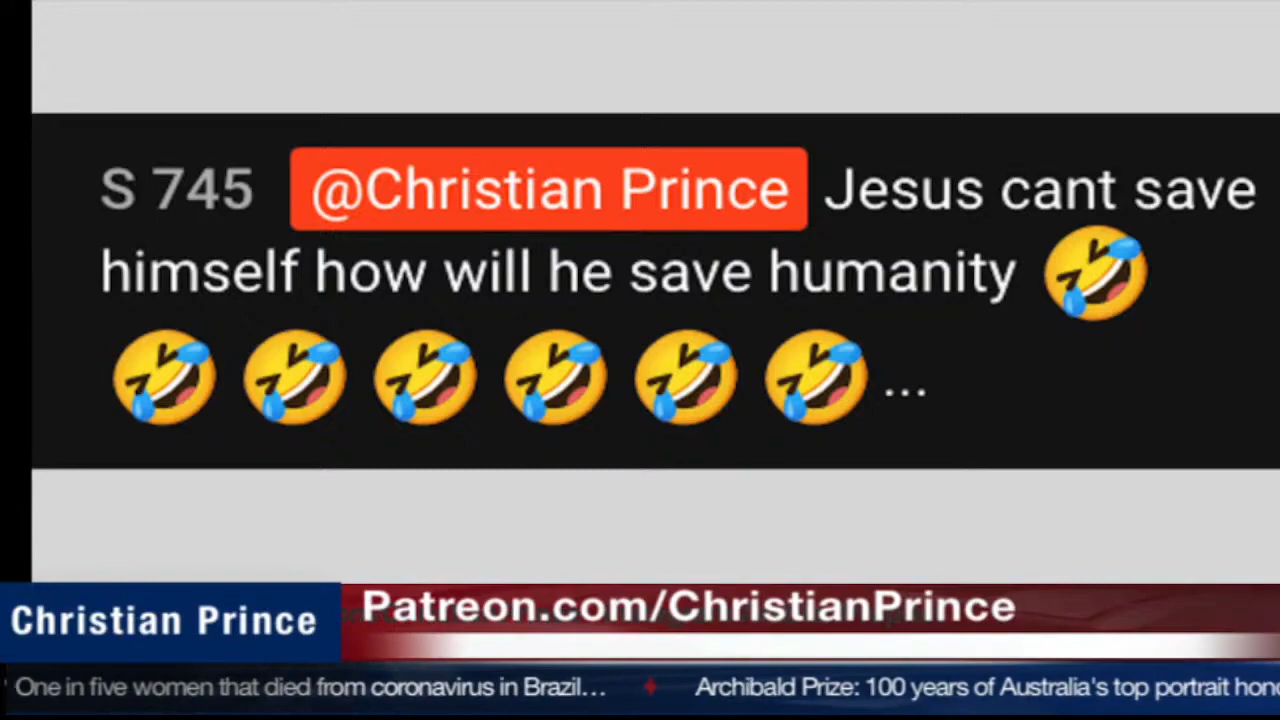 S 745 @Christian Prince Jesus cant save
himself how will he save humanity 🤣
🤣🤣🤣🤣🤣🤣...
Christian Prince
Patreon.com/ChristianPrince
One in five women that died from coronavirus in Brazil...
Archibald Prize: 100 years of Australia's top portrait hono